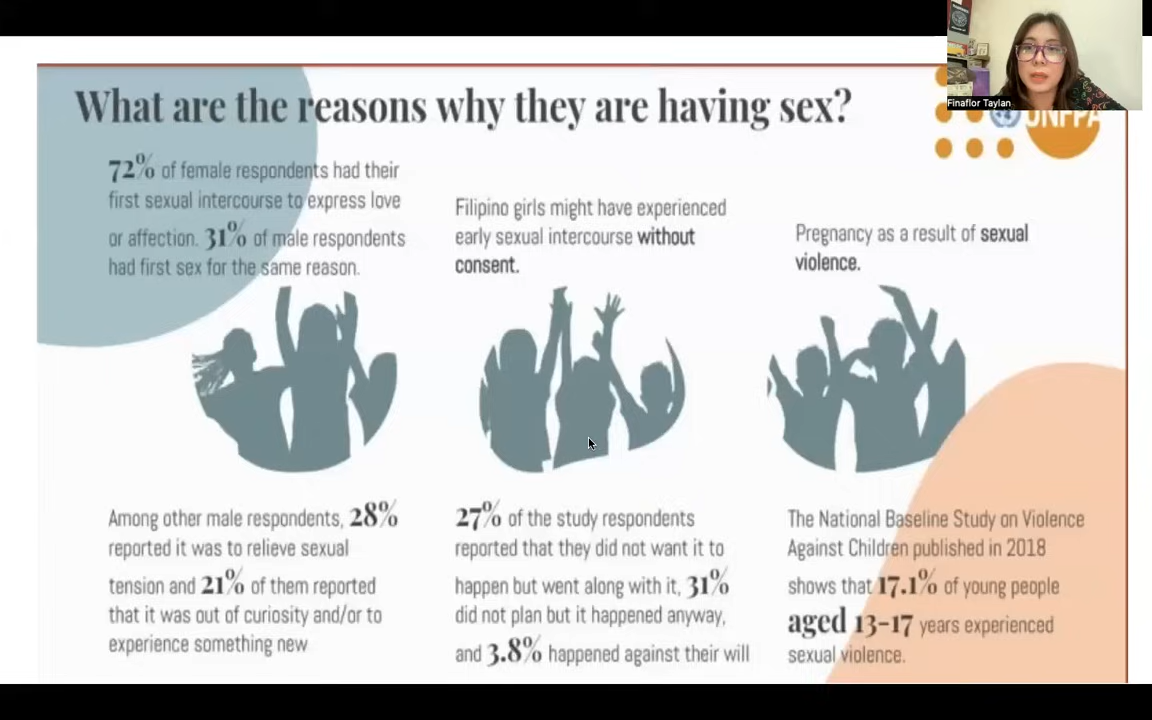 What are the reasons why they are having sex?
Finaflor Taylan
UNFPA
72% of female respondents had their
first sexual intercourse to express love
or affection. 31% of male respondents
had first sex for the same reason.
Filipino girls might have experienced
early sexual intercourse without
consent.
Pregnancy as a result of sexual
violence.
Among other male respondents, 28%
reported it was to relieve sexual
tension and 21% of them reported
that it was out of curiosity and/or to
experience something new
27% of the study respondents
reported that they did not want it to
happen but went along with it, 31%
did not plan but it happened anyway,
and 3.8% happened against their will
The National Baseline Study on Violence
Against Children published in 2018
shows that 17.1% of young people
aged 13-17 years experienced
sexual violence.